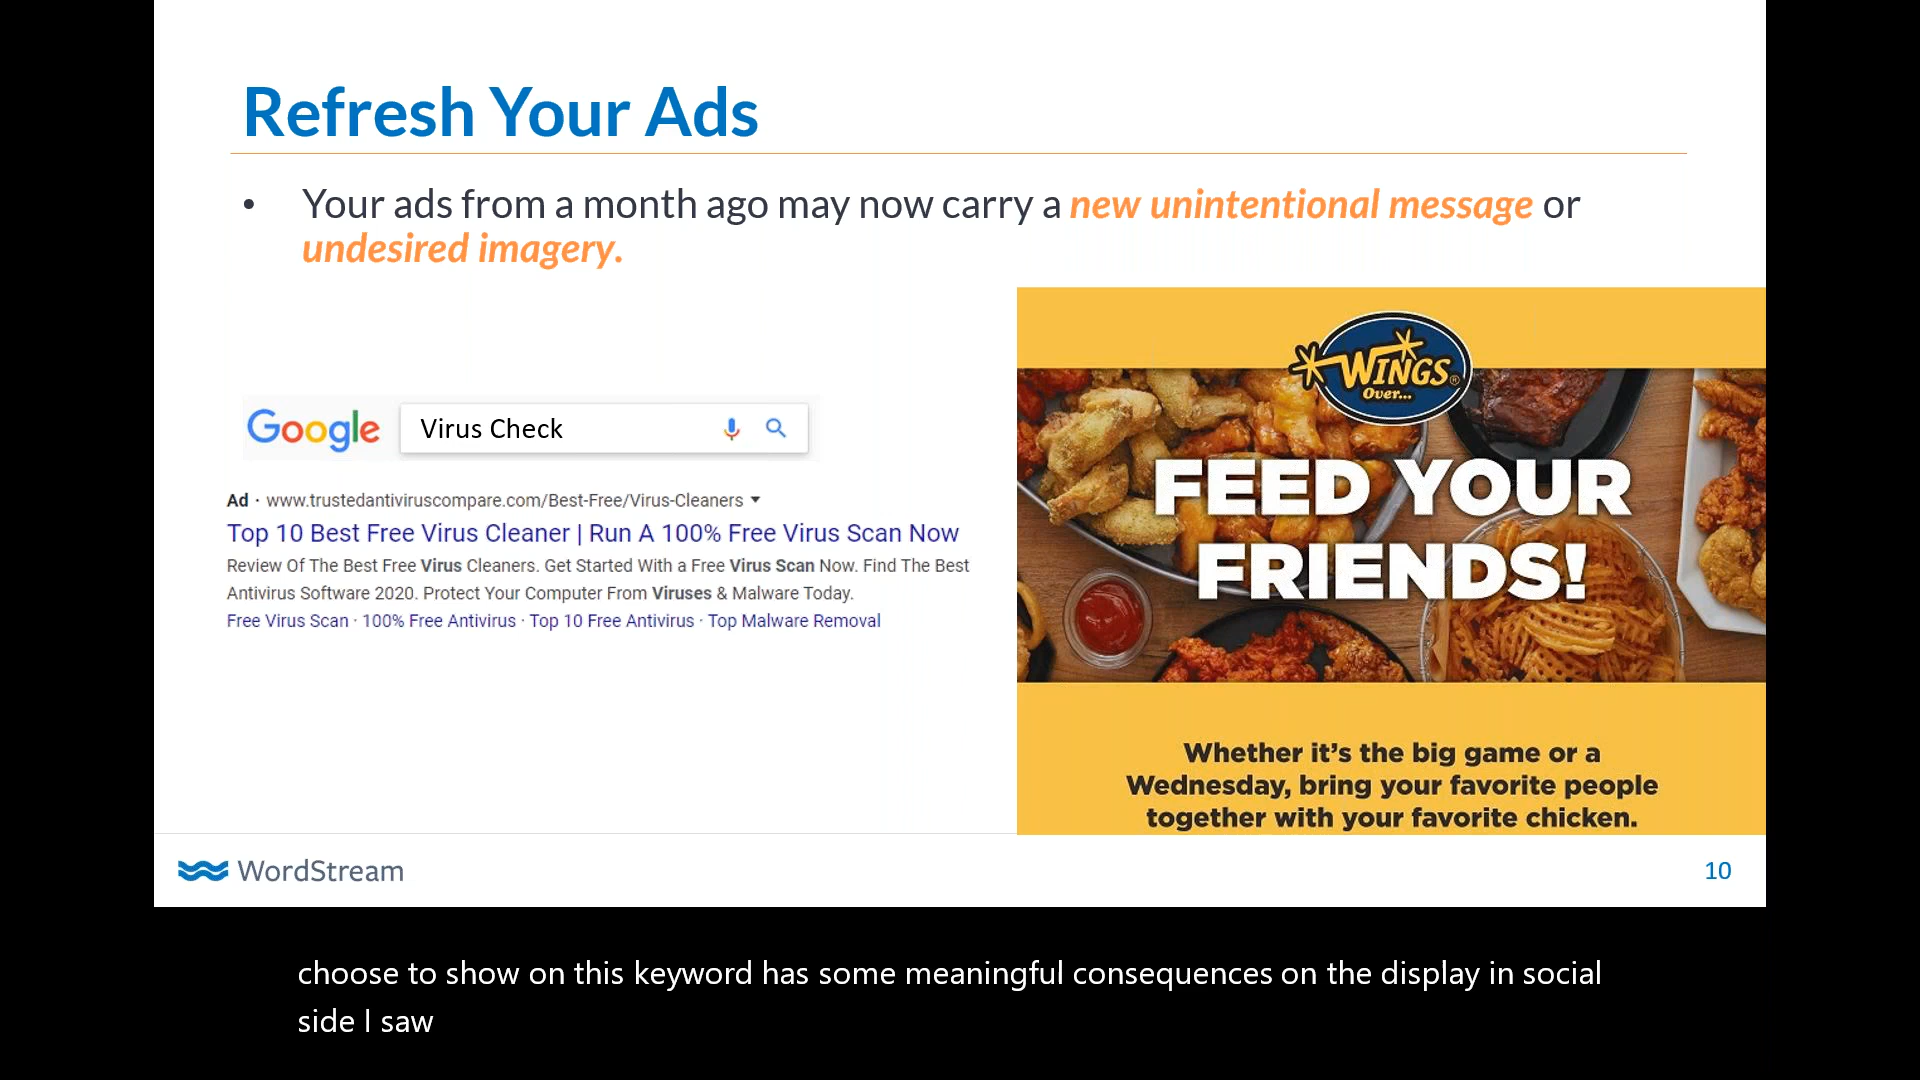 Refresh Your Ads
• Your ads from a month ago may now carry a new unintentional message or
undesired imagery.
Google Virus Check
Ad · www.trustedantiviruscompare.com/Best-Free/Virus-Cleaners
Top 10 Best Free Virus Cleaner | Run A 100% Free Virus Scan Now
Review Of The Best Free Virus Cleaners. Get Started With a Free Virus Scan Now. Find The Best
Antivirus Software 2020. Protect Your Computer From Viruses & Malware Today.
Free Virus Scan · 100% Free Antivirus · Top 10 Free Antivirus · Top Malware Removal
WINGS®
Over...
FEED YOUR
FRIENDS!
Whether it's the big game or a
Wednesday, bring your favorite people
together with your favorite chicken.
WordStream
10
choose to show on this keyword has some meaningful consequences on the display in social
side I saw